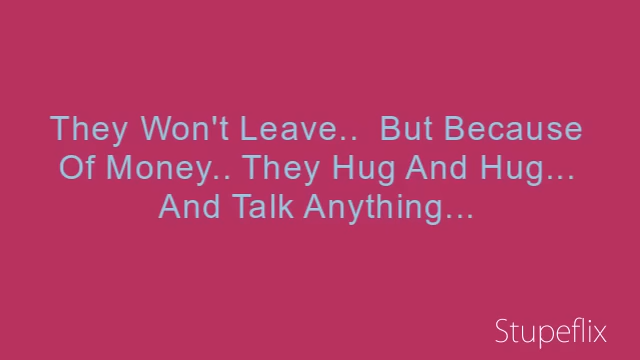 They Won't Leave..  But Because
Of Money.. They Hug And Hug...
And Talk Anything...
Stupeflix